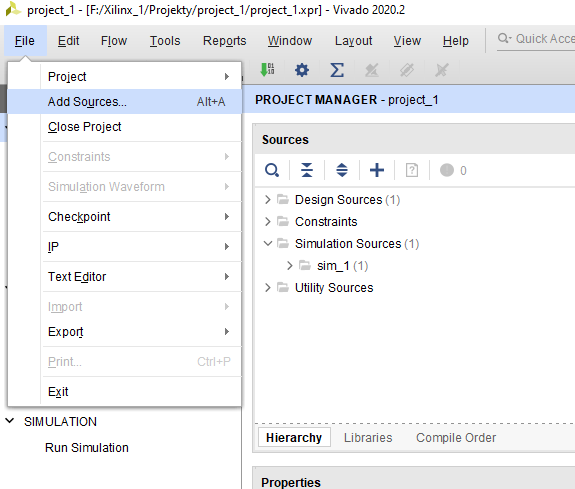 project_1 - [F:/Xilinx_1/Projekty/project_1/project_1.xpr] - Vivado 2020.2
File Edit Flow Tools Reports Window Layout View Help Quick Acce
Project
Add Sources... Alt+A
Close Project
Constraints
Simulation Waveform
Checkpoint
IP
Text Editor
Import
Export
Print... Ctrl+P
Exit
SIMULATION
Run Simulation
PROJECT MANAGER - project_1
Sources
0
Design Sources (1)
Constraints
Simulation Sources (1)
sim_1 (1)
Utility Sources
Hierarchy Libraries Compile Order
Properties